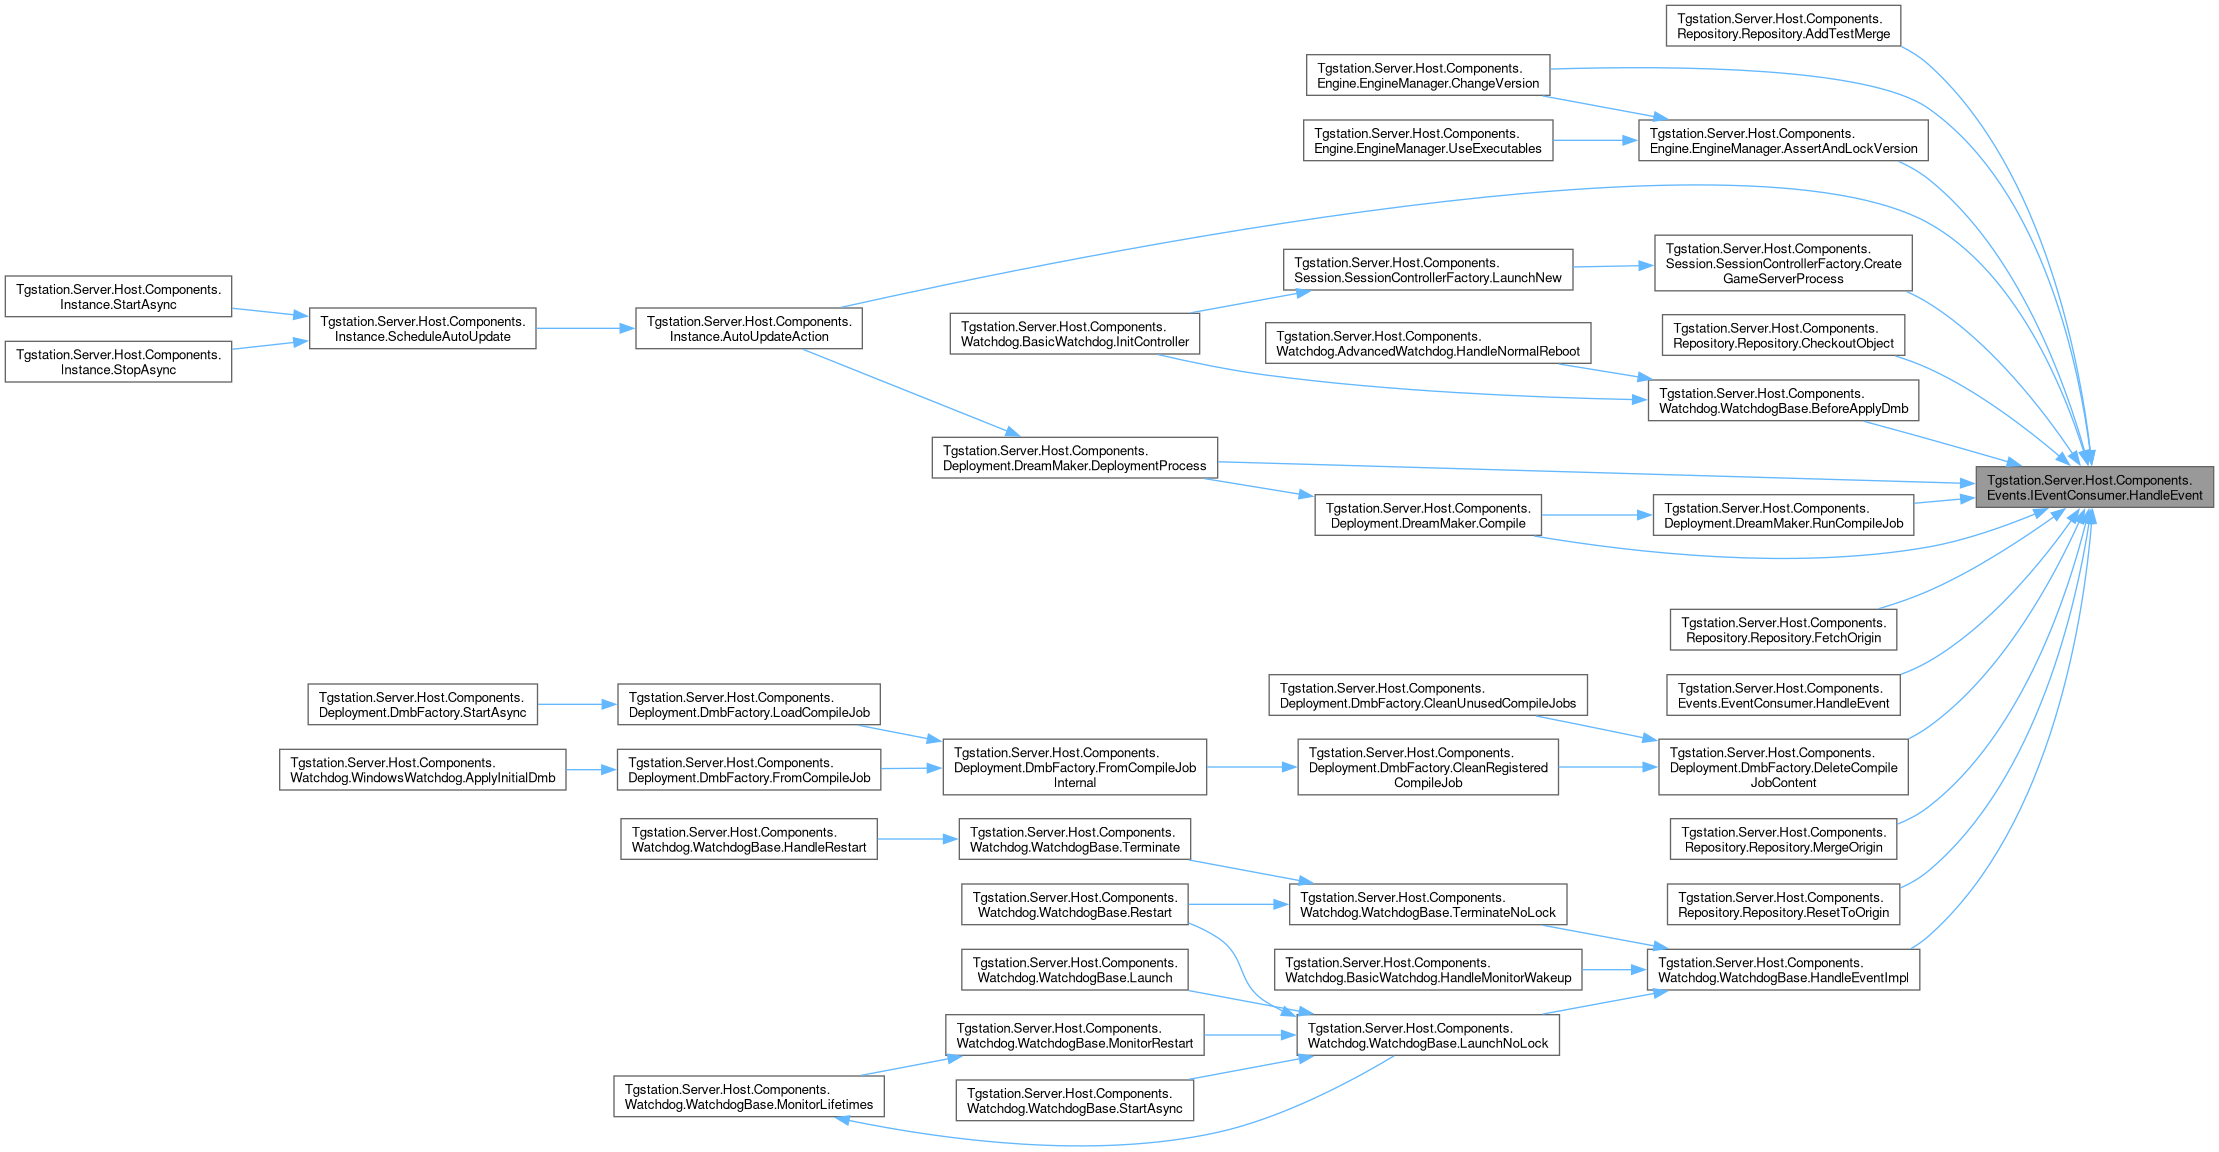 Tgstation.Server.Host.Components.
Repository.Repository.AddTestMerge
Tgstation.Server.Host.Components.
Engine.EngineManager.ChangeVersion
Tgstation.Server.Host.Components.
Engine.EngineManager.UseExecutables
Tgstation.Server.Host.Components.
Engine.EngineManager.AssertAndLockVersion
Tgstation.Server.Host.Components.
Session.SessionControllerFactory.Create
GameServerProcess
Tgstation.Server.Host.Components.
Session.SessionControllerFactory.LaunchNew
Tgstation.Server.Host.Components.
Instance.StartAsync
Tgstation.Server.Host.Components.
Instance.ScheduleAutoUpdate
Tgstation.Server.Host.Components.
Instance.AutoUpdateAction
Tgstation.Server.Host.Components.
Instance.StopAsync
Tgstation.Server.Host.Components.
Watchdog.BasicWatchdog.InitController
Tgstation.Server.Host.Components.
Watchdog.AdvancedWatchdog.HandleNormalReboot
Tgstation.Server.Host.Components.
Repository.Repository.CheckoutObject
Tgstation.Server.Host.Components.
Watchdog.WatchdogBase.BeforeApplyDmb
Tgstation.Server.Host.Components.
Deployment.DreamMaker.DeploymentProcess
Tgstation.Server.Host.Components.
Events.IEventConsumer.HandleEvent
Tgstation.Server.Host.Components.
Deployment.DreamMaker.Compile
Tgstation.Server.Host.Components.
Deployment.DreamMaker.RunCompileJob
Tgstation.Server.Host.Components.
Repository.Repository.FetchOrigin
Tgstation.Server.Host.Components.
Events.EventConsumer.HandleEvent
Tgstation.Server.Host.Components.
Deployment.DmbFactory.StartAsync
Tgstation.Server.Host.Components.
Deployment.DmbFactory.LoadCompileJob
Tgstation.Server.Host.Components.
Deployment.DmbFactory.CleanUnusedCompileJobs
Tgstation.Server.Host.Components.
Watchdog.WindowsWatchdog.ApplyInitialDmb
Tgstation.Server.Host.Components.
Deployment.DmbFactory.FromCompileJob
Tgstation.Server.Host.Components.
Deployment.DmbFactory.FromCompileJob
Internal
Tgstation.Server.Host.Components.
Deployment.DmbFactory.CleanRegistered
CompileJob
Tgstation.Server.Host.Components.
Deployment.DmbFactory.DeleteCompile
JobContent
Tgstation.Server.Host.Components.
Watchdog.WatchdogBase.HandleRestart
Tgstation.Server.Host.Components.
Watchdog.WatchdogBase.Terminate
Tgstation.Server.Host.Components.
Repository.Repository.MergeOrigin
Tgstation.Server.Host.Components.
Watchdog.WatchdogBase.Restart
Tgstation.Server.Host.Components.
Watchdog.WatchdogBase.TerminateNoLock
Tgstation.Server.Host.Components.
Repository.Repository.ResetToOrigin
Tgstation.Server.Host.Components.
Watchdog.WatchdogBase.Launch
Tgstation.Server.Host.Components.
Watchdog.BasicWatchdog.HandleMonitorWakeup
Tgstation.Server.Host.Components.
Watchdog.WatchdogBase.HandleEventImpl
Tgstation.Server.Host.Components.
Watchdog.WatchdogBase.MonitorRestart
Tgstation.Server.Host.Components.
Watchdog.WatchdogBase.LaunchNoLock
Tgstation.Server.Host.Components.
Watchdog.WatchdogBase.MonitorLifetimes
Tgstation.Server.Host.Components.
Watchdog.WatchdogBase.StartAsync